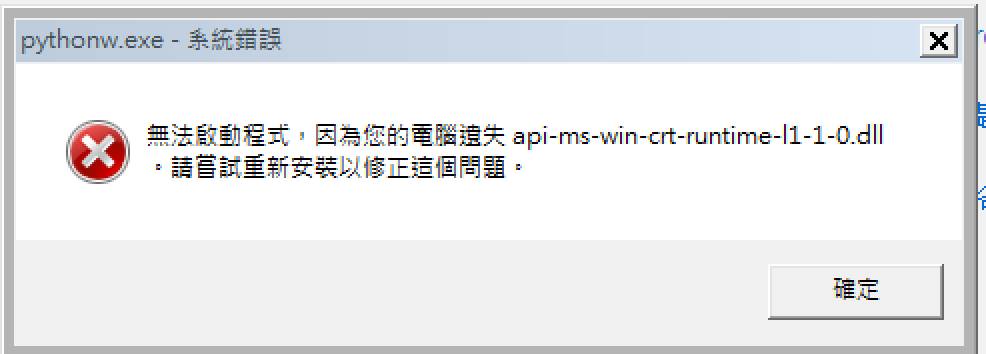 pythonw.exe - 系統錯誤
無法啟動程式，因為您的電腦遺失 api-ms-win-crt-runtime-l1-1-0.dll
。請嘗試重新安裝以修正這個問題。
確定